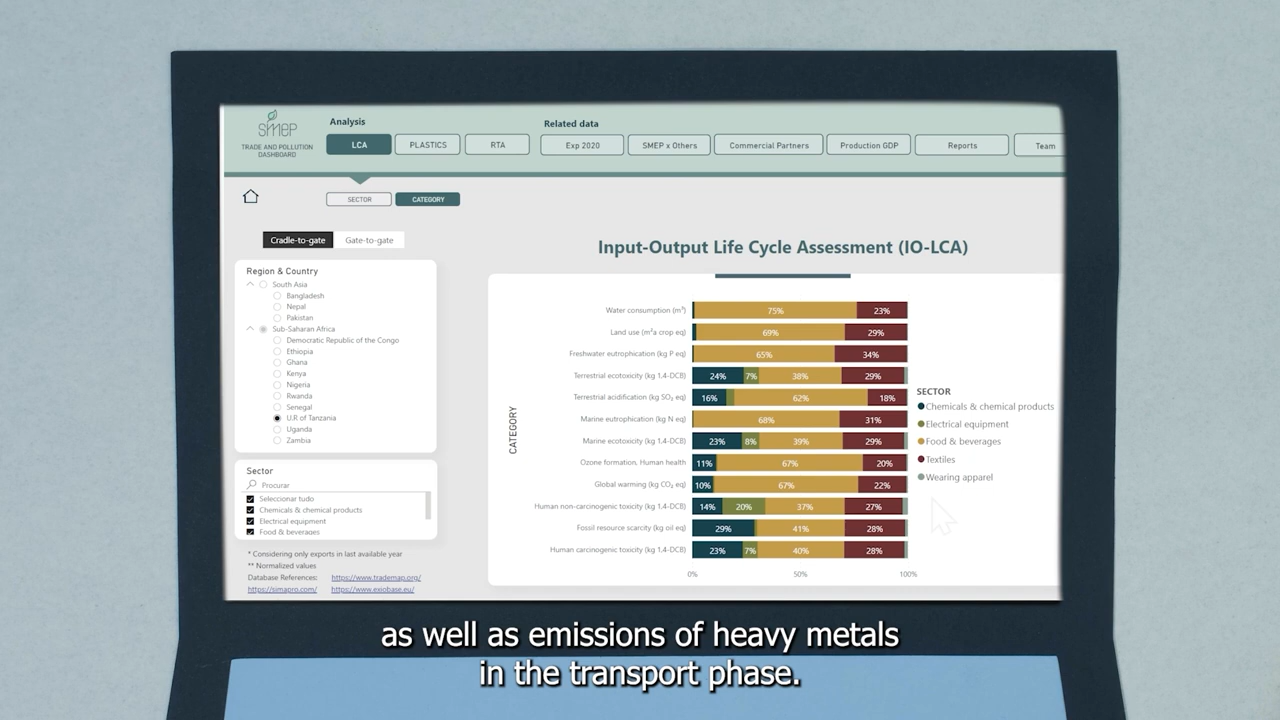 smep
TRADE AND POLLUTION
DASHBOARD
Analysis
LCA
PLASTICS
RTA
Related data
Exp 2020
SMEP x Others
Commercial Partners
Production GDP
Reports
Team
SECTOR
CATEGORY
Cradle-to-gate
Gate-to-gate
Region & Country
South Asia
Bangladesh
Nepal
Pakistan
Sub-Saharan Africa
Democratic Republic of the Congo
Ethiopia
Ghana
Kenya
Nigeria
Rwanda
Senegal
U.R of Tanzania
Uganda
Zambia
Sector
Procurar
Seleccionar tudo
Chemicals & chemical products
Electrical equipment
Food & beverages
* Considering only exports in last available year
** Normalized values
Database References: https://www.trademap.org/
https://simapro.com/ https://www.exiobase.eu/
Input-Output Life Cycle Assessment (IO-LCA)
CATEGORY
Water consumption (m³) 75% 23%
Land use (m²a crop eq) 69% 29%
Freshwater eutrophication (kg P eq) 65% 34%
Terrestrial ecotoxicity (kg 1,4-DCB) 24% 7% 38% 29%
Terrestrial acidification (kg SO₂ eq) 16% 62% 18%
Marine eutrophication (kg N eq) 68% 31%
Marine ecotoxicity (kg 1,4-DCB) 23% 8% 39% 29%
Ozone formation, Human health 11% 67% 20%
Global warming (kg CO₂ eq) 10% 67% 22%
Human non-carcinogenic toxicity (kg 1,4-DCB) 14% 20% 37% 27%
Fossil resource scarcity (kg oil eq) 29% 41% 28%
Human carcinogenic toxicity (kg 1,4-DCB) 23% 7% 40% 28%
0% 50% 100%
SECTOR
Chemicals & chemical products
Electrical equipment
Food & beverages
Textiles
Wearing apparel
as well as emissions of heavy metals
in the transport phase.